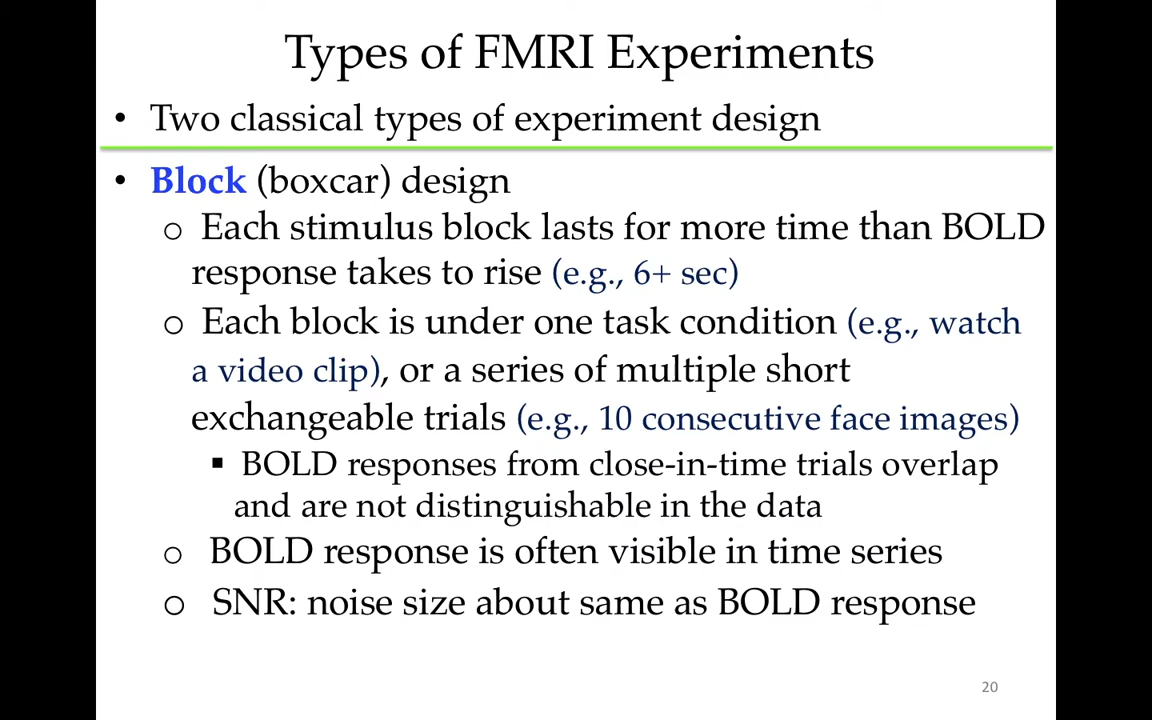 Types of FMRI Experiments
• Two classical types of experiment design
• Block (boxcar) design
o Each stimulus block lasts for more time than BOLD
response takes to rise (e.g., 6+ sec)
o Each block is under one task condition (e.g., watch
a video clip), or a series of multiple short
exchangeable trials (e.g., 10 consecutive face images)
▪ BOLD responses from close-in-time trials overlap
and are not distinguishable in the data
o BOLD response is often visible in time series
o SNR: noise size about same as BOLD response
20